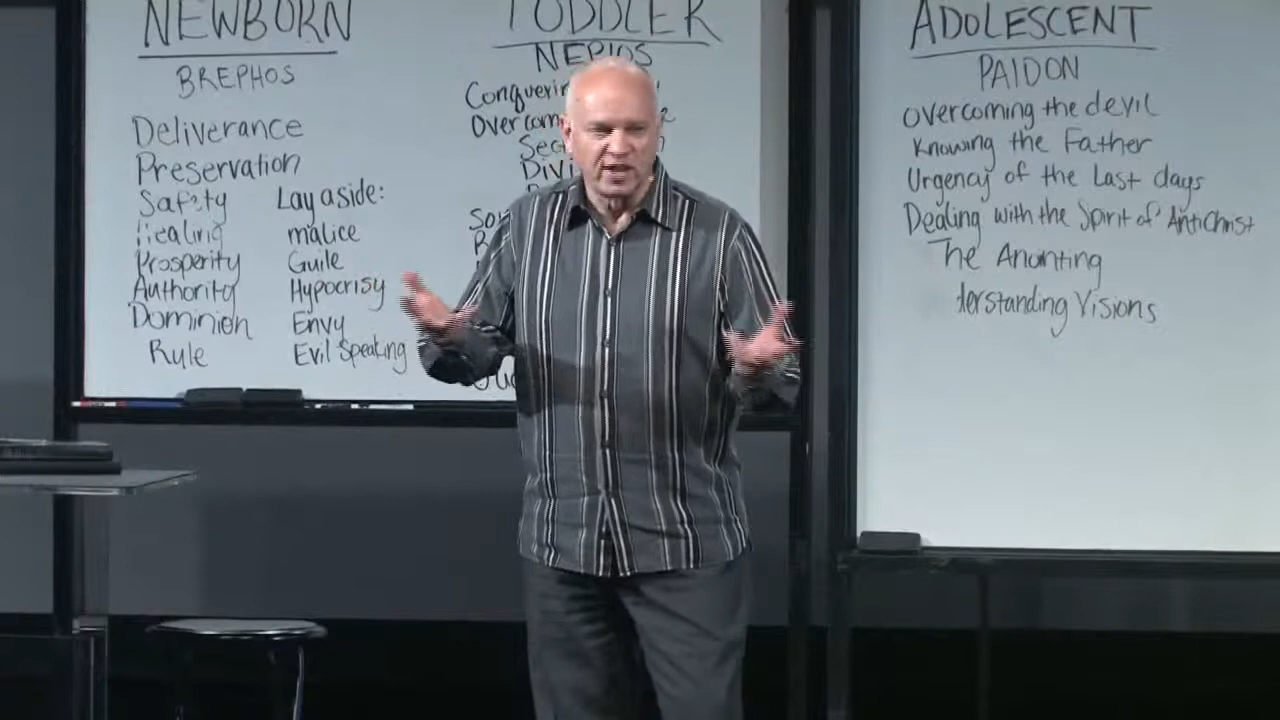 NEWBORN
BREPHOS
Deliverance
Preservation
Safety
Healing
Prosperity
Authority
Dominion
Rule
Lay aside:
malice
Guile
Hypocrisy
Envy
Evil Speaking
TODDLER
NEPIOS
ADOLESCENT
PAIDON
Overcoming the devil
Knowing the Father
Urgency of the Last days
Dealing with the Spirit of AntiChrist
The Anointing
Visions